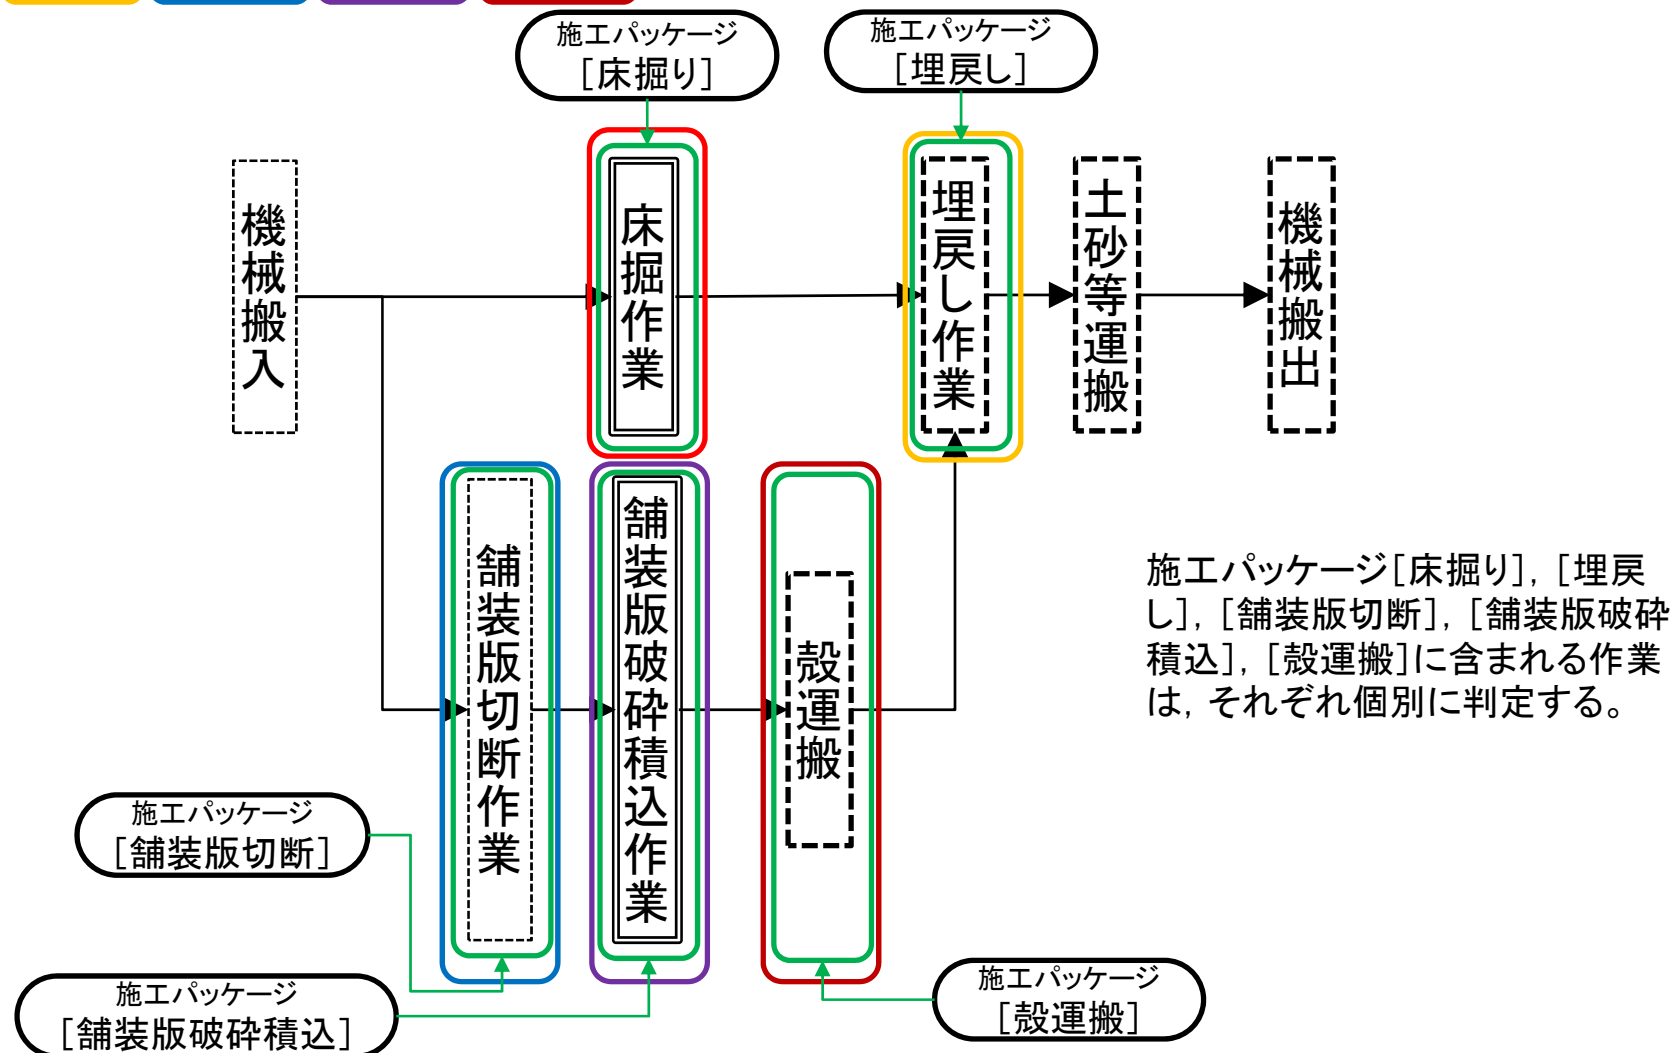 施工パッケージ
[床掘り]
施工パッケージ
[埋戻し]
機械搬入
床掘作業
埋戻し作業
土砂等運搬
機械搬出
舗装版切断作業
舗装版破砕積込作業
殻運搬
施工パッケージ[床掘り], [埋戻
し], [舗装版切断], [舗装版破砕
積込], [殻運搬]に含まれる作業
は, それぞれ個別に判定する。
施工パッケージ
[舗装版切断]
施工パッケージ
[舗装版破砕積込]
施工パッケージ
[殻運搬]